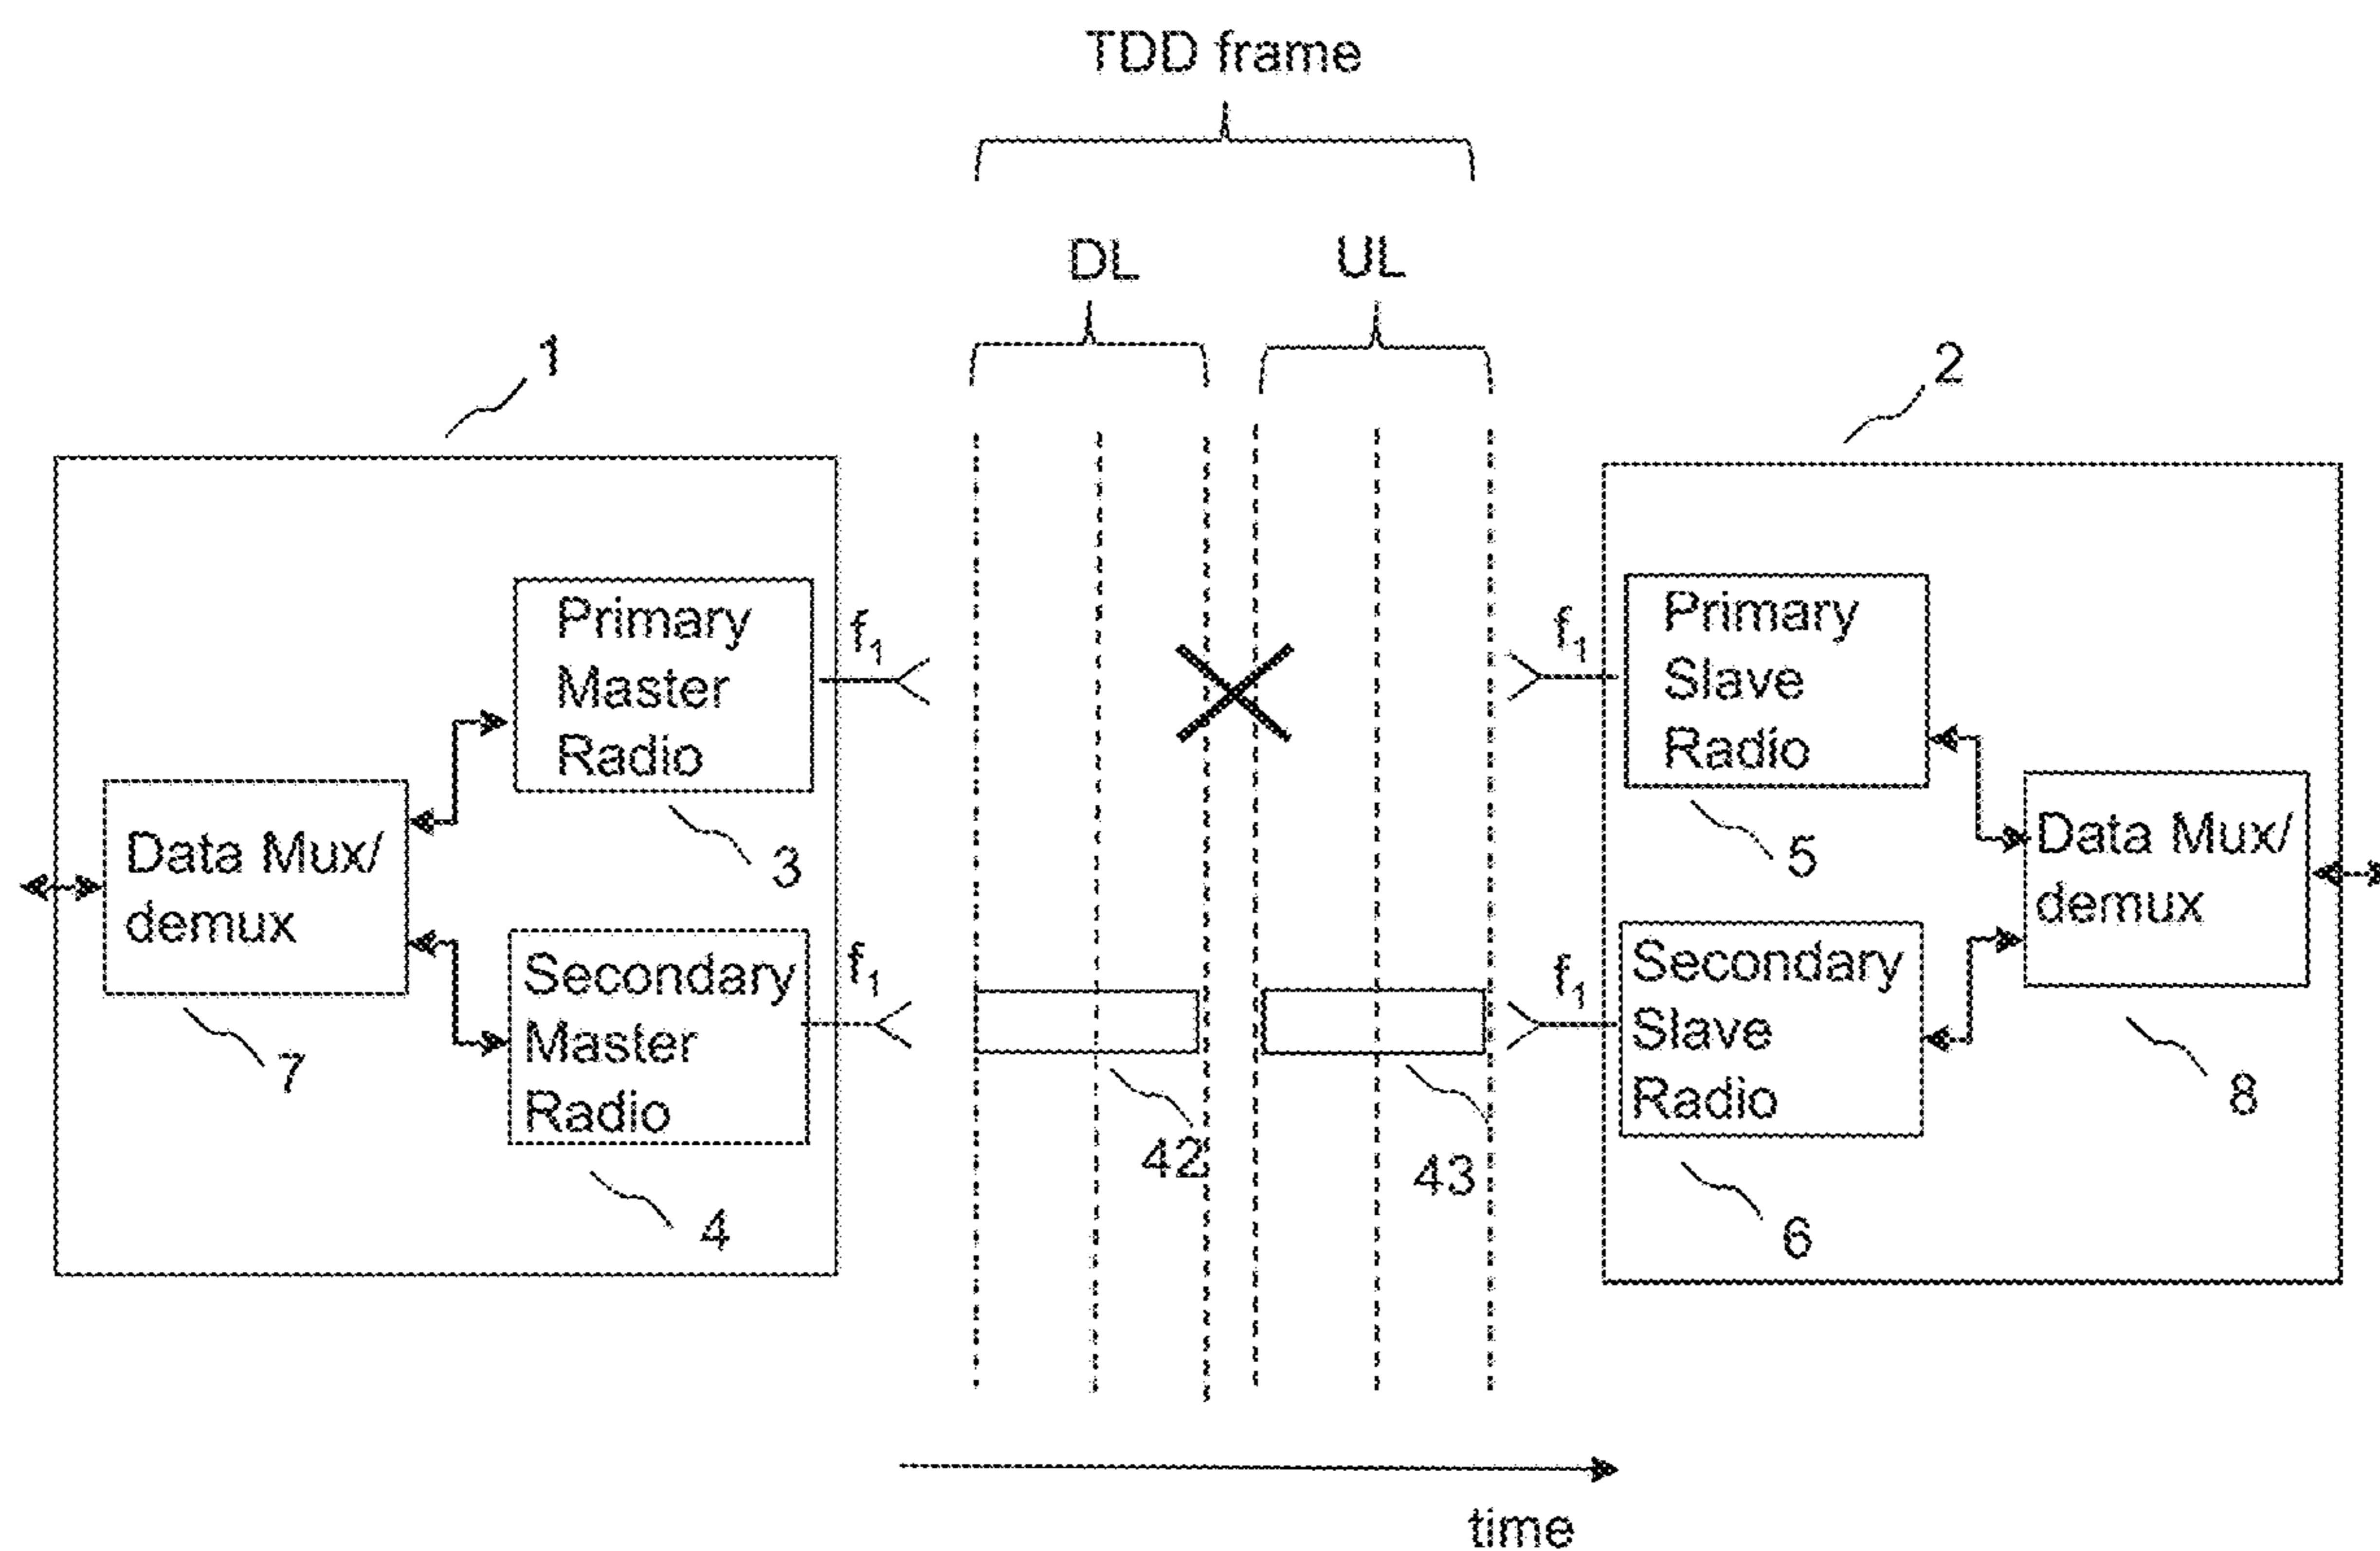 TDD frame
DL
UL
1
2
Primary
Master
Radio
f1
f1
Primary
Slave
Radio
3
5
Data Mux/
demux
Data Mux/
demux
Secondary
Master
Radio
f1
f1
Secondary
Slave
Radio
7
8
42
43
4
6
time